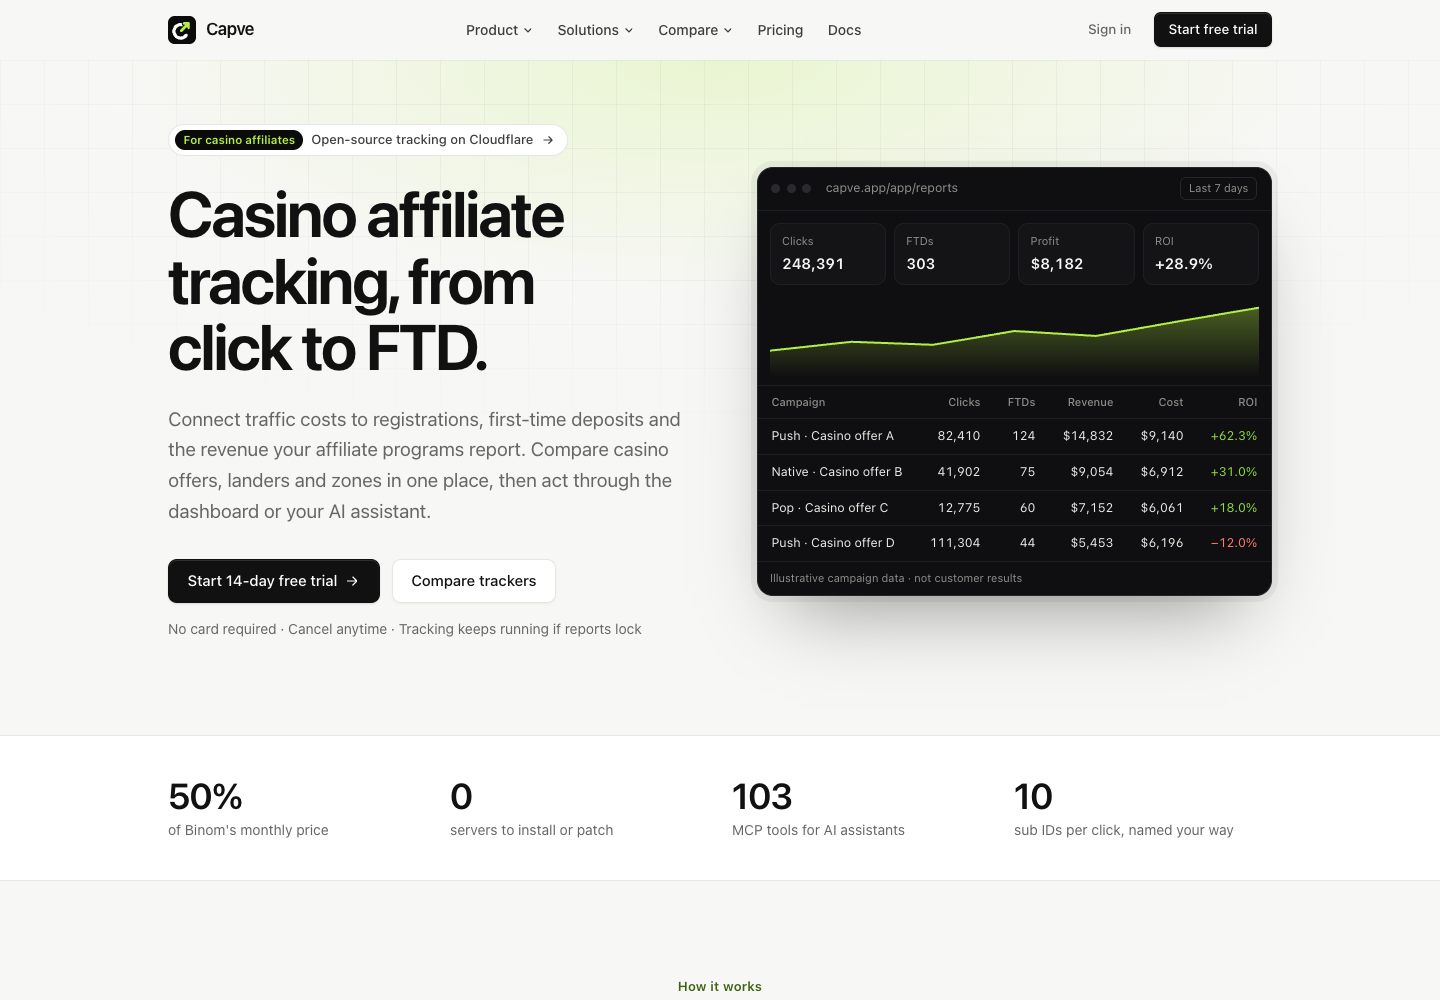 Capve
Product
Solutions
Compare
Pricing
Docs
Sign in
Start free trial
For casino affiliates
Open-source tracking on Cloudflare →
Casino affiliate
tracking, from
click to FTD.
Connect traffic costs to registrations, first-time deposits and
the revenue your affiliate programs report. Compare casino
offers, landers and zones in one place, then act through the
dashboard or your AI assistant.
Start 14-day free trial →
Compare trackers
No card required · Cancel anytime · Tracking keeps running if reports lock
capve.app/app/reports
Last 7 days
Clicks
248,391
FTDs
303
Profit
$8,182
ROI
+28.9%
Campaign Clicks FTDs Revenue Cost ROI
Push · Casino offer A 82,410 124 $14,832 $9,140 +62.3%
Native · Casino offer B 41,902 75 $9,054 $6,912 +31.0%
Pop · Casino offer C 12,775 60 $7,152 $6,061 +18.0%
Push · Casino offer D 111,304 44 $5,453 $6,196 −12.0%
Illustrative campaign data · not customer results
50%
of Binom's monthly price
0
servers to install or patch
103
MCP tools for AI assistants
10
sub IDs per click, named your way
How it works